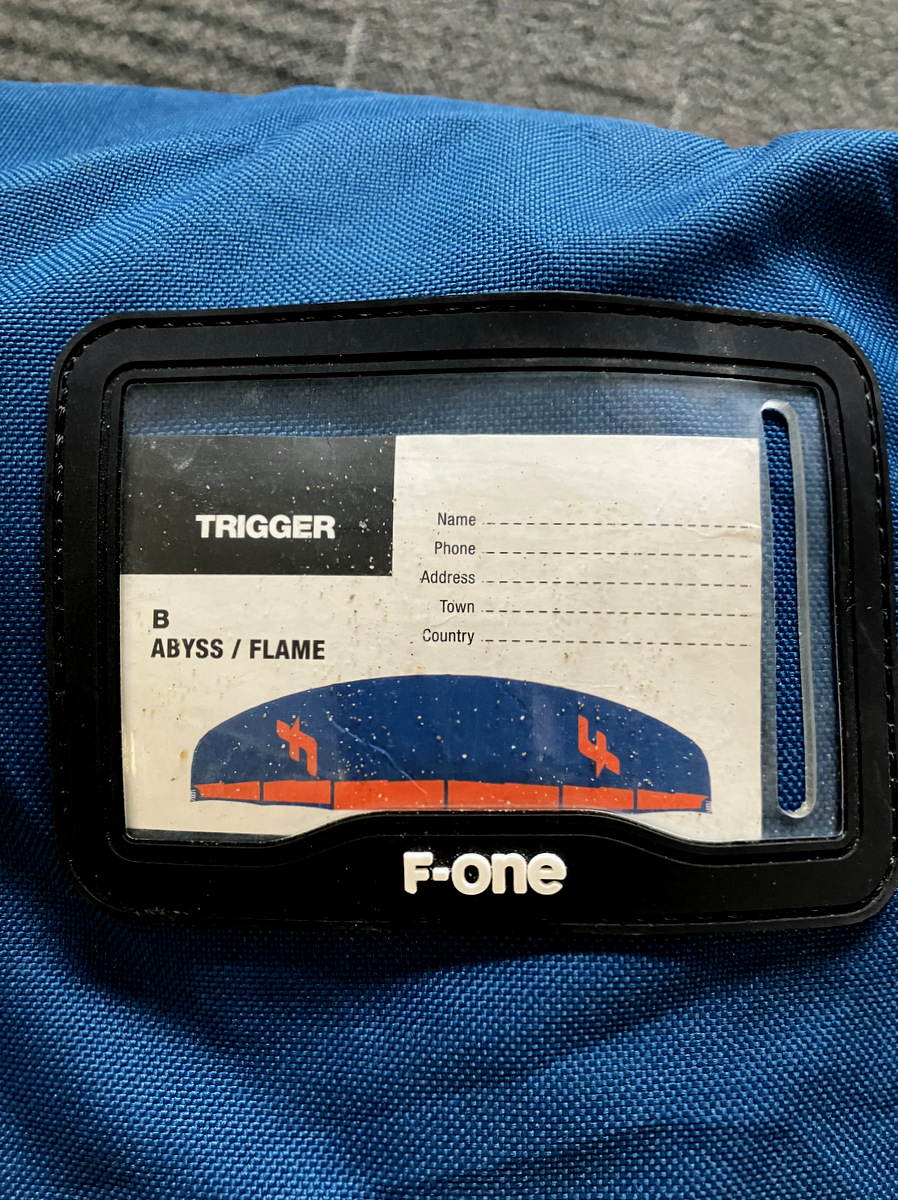 TRIGGER
B
ABYSS / FLAME
Name
Phone
Address
Town
Country
F-one